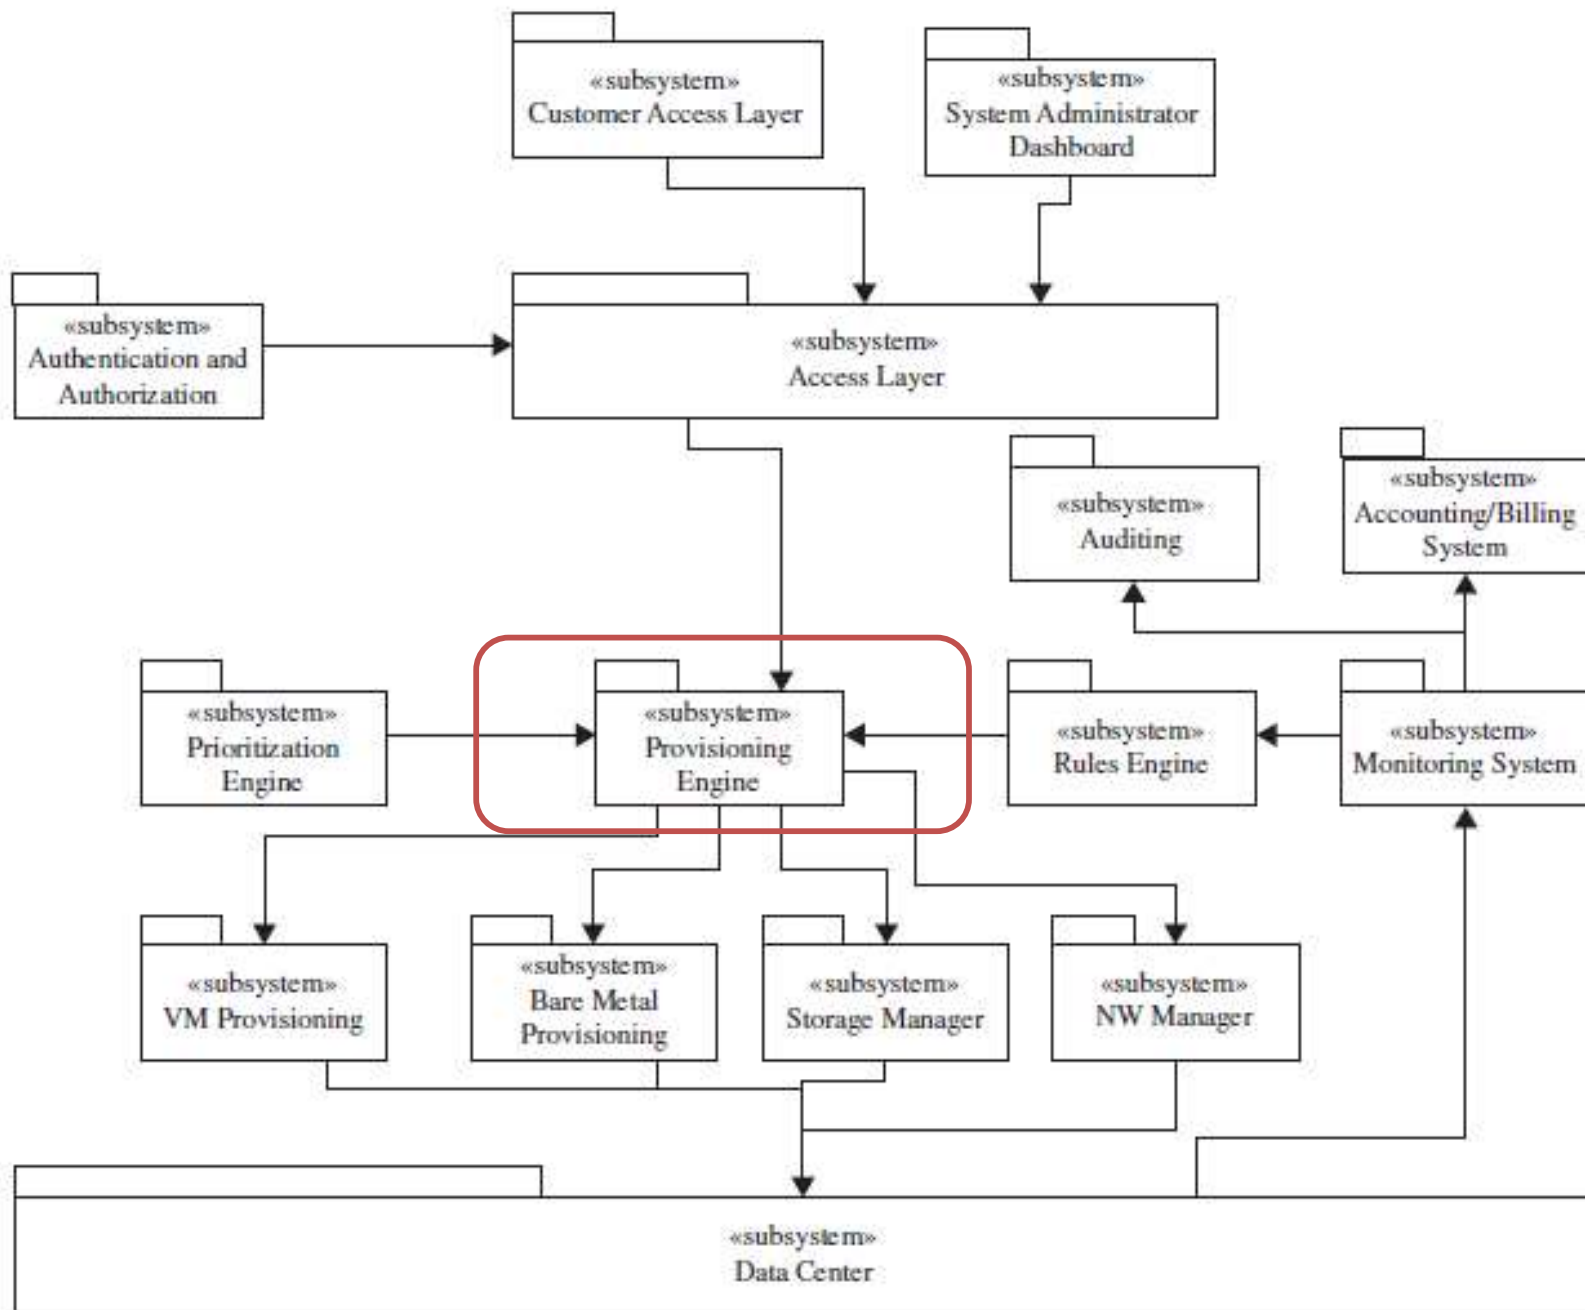 «subsystem»
Customer Access Layer
«subsystem»
System Administrator
Dashboard
«subsystem»
Authentication and
Authorization
«subsystem»
Access Layer
«subsystem»
Auditing
«subsystem»
Accounting/Billing
System
«subsystem»
Prioritization
Engine
«subsystem»
Provisioning
Engine
«subsystem»
Rules Engine
«subsystem»
Monitoring System
«subsystem»
VM Provisioning
«subsystem»
Bare Metal
Provisioning
«subsystem»
Storage Manager
«subsystem»
NW Manager
«subsystem»
Data Center